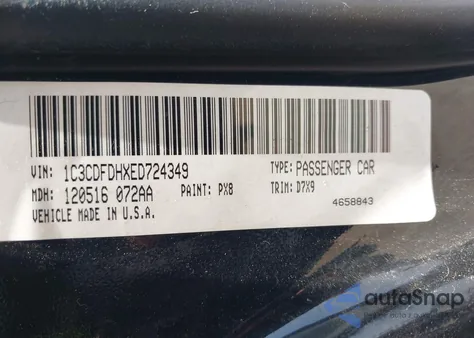 VIN: 1C3CDFDHXED724349 TYPE: PASSENGER CAR
MDH: 120516 072AA PAINT: PX8 TRIM: D7X9
VEHICLE MADE IN U.S.A. 4658843
autoSnap